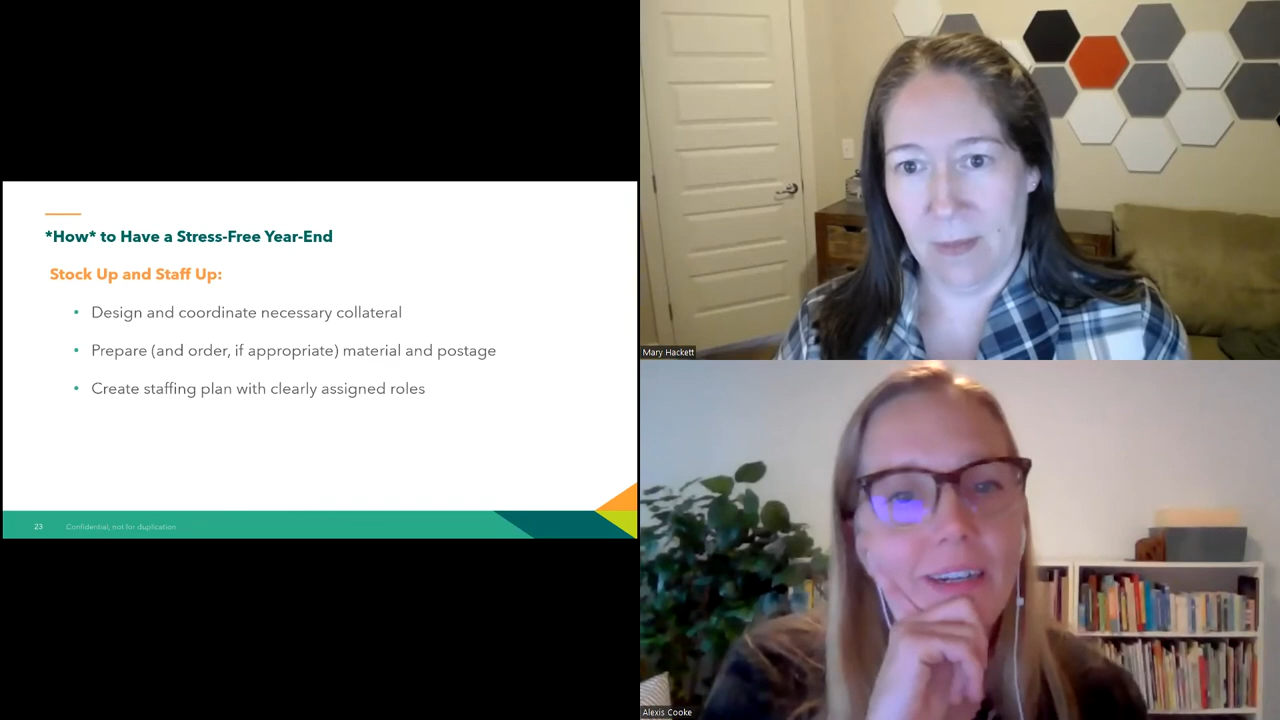 *How* to Have a Stress-Free Year-End
Stock Up and Staff Up:
• Design and coordinate necessary collateral
• Prepare (and order, if appropriate) material and postage
• Create staffing plan with clearly assigned roles
23 Confidential, not for duplication
Mary Hackett
Alexis Cooke